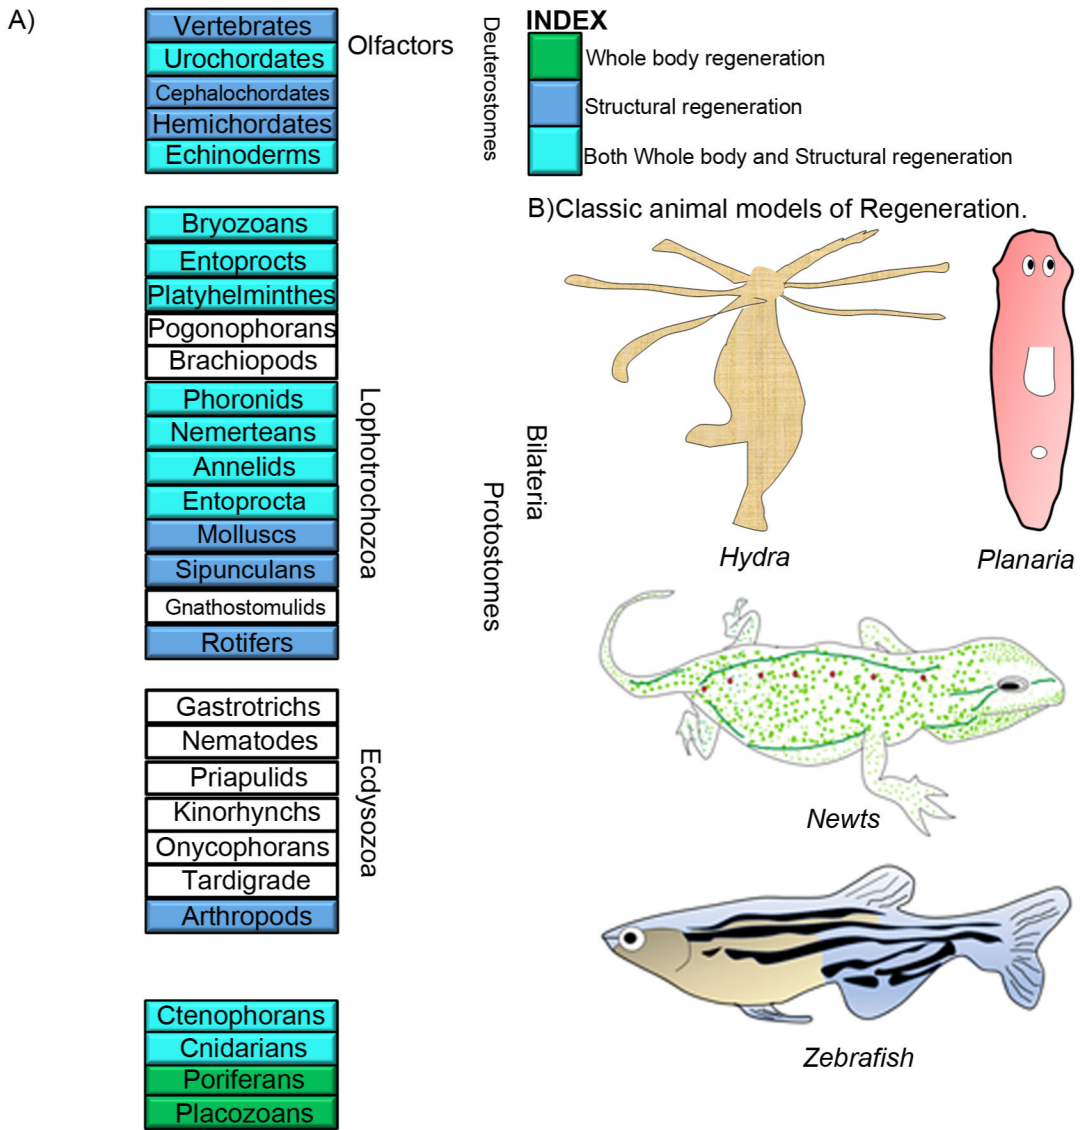 A)
Vertebrates
Urochordates
Cephalochordates
Hemichordates
Echinoderms
Olfactors
Deuterostomes
Bryozoans
Entoprocts
Platyhelminthes
Pogonophorans
Brachiopods
Phoronids
Nemerteans
Annelids
Entoprocta
Molluscs
Sipunculans
Gnathostomulids
Rotifers
Lophotrochozoa
Gastrotrichs
Nematodes
Priapulids
Kinorhynchs
Onycophorans
Tardigrade
Arthropods
Ecdysozoa
Protostomes
Bilateria
Ctenophorans
Cnidarians
Poriferans
Placozoans
INDEX
Whole body regeneration
Structural regeneration
Both Whole body and Structural regeneration
B)Classic animal models of Regeneration.
Hydra
Planaria
Newts
Zebrafish